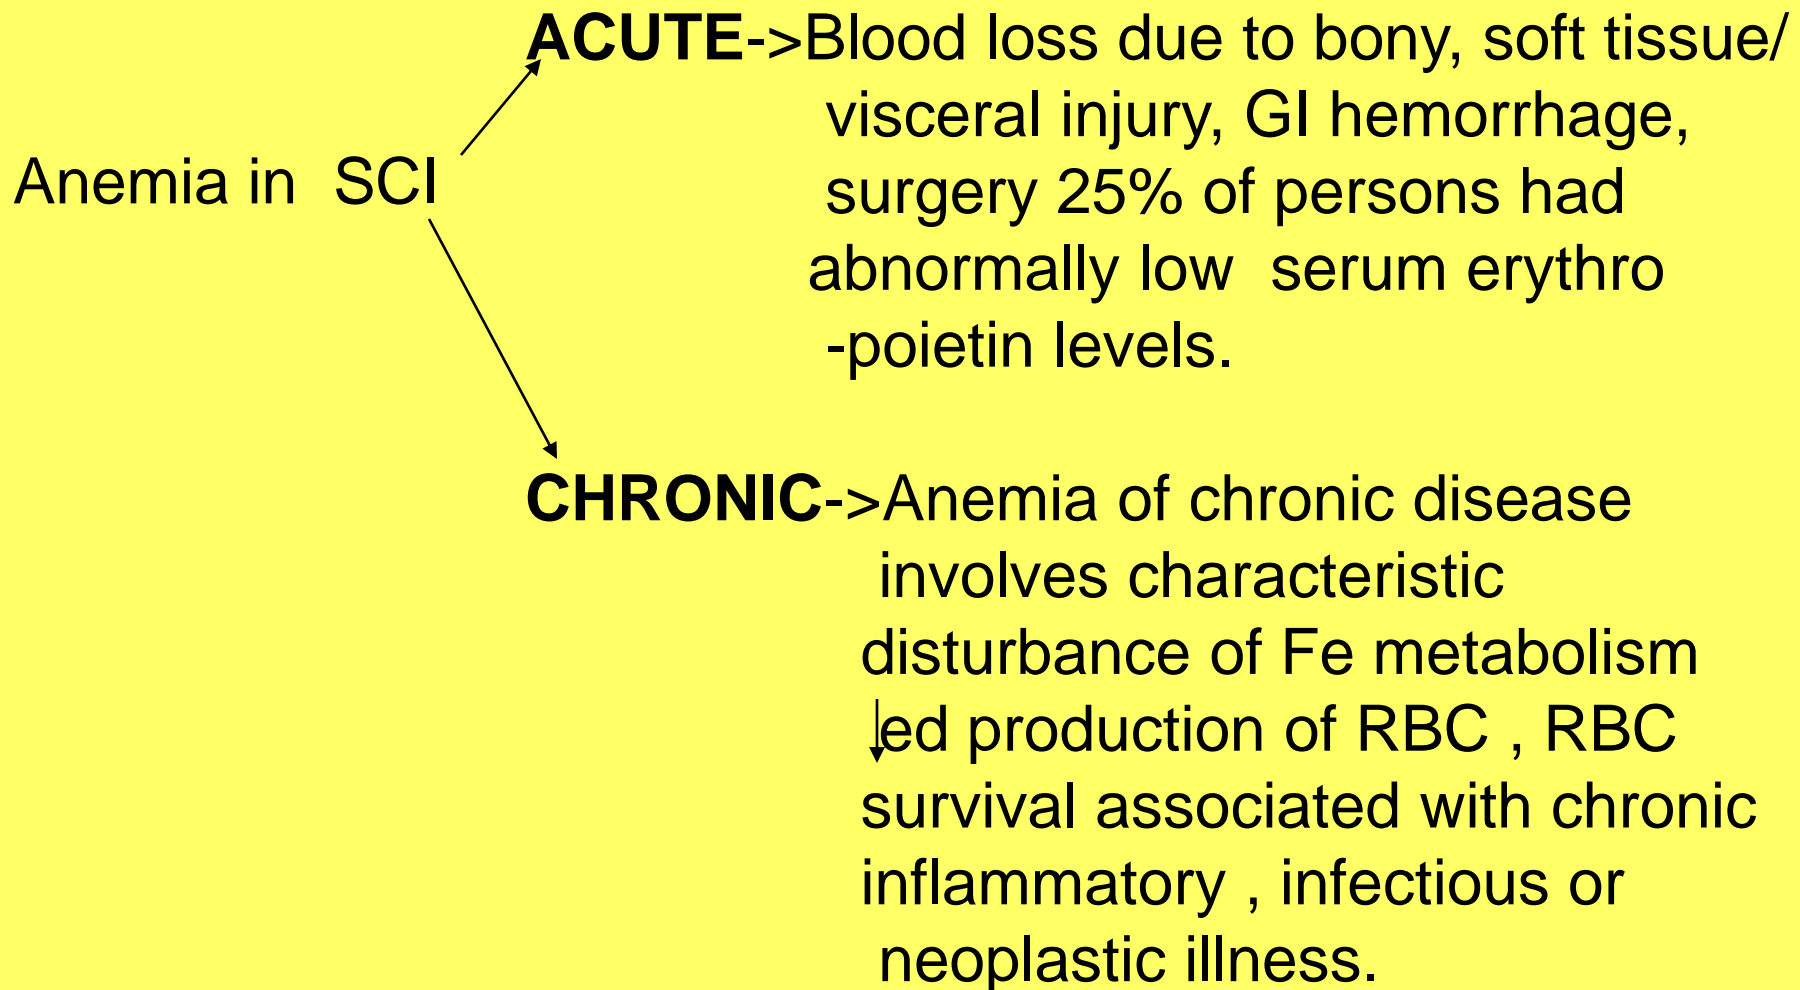 Anemia in SCI
ACUTE->Blood loss due to bony, soft tissue/
visceral injury, GI hemorrhage,
surgery 25% of persons had
abnormally low serum erythro
-poietin levels.
CHRONIC->Anemia of chronic disease
involves characteristic
disturbance of Fe metabolism
↓ed production of RBC , RBC
survival associated with chronic
inflammatory , infectious or
neoplastic illness.